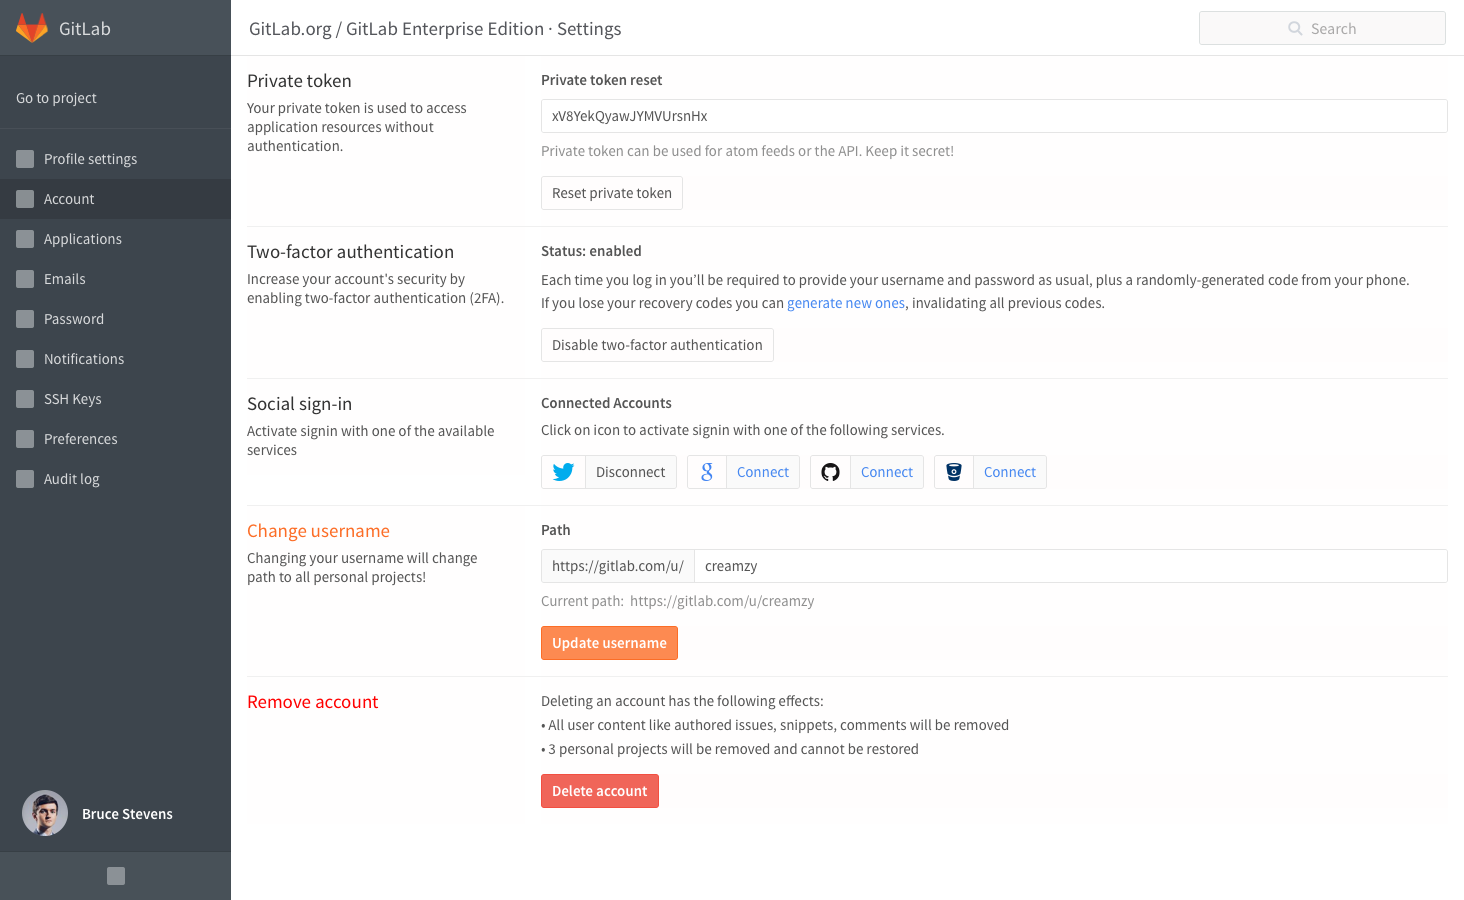 GitLab
GitLab.org / GitLab Enterprise Edition · Settings
Search
Go to project
Profile settings
Account
Applications
Emails
Password
Notifications
SSH Keys
Preferences
Audit log
Bruce Stevens
Private token
Your private token is used to access
application resources without
authentication.
Private token reset
xV8YekQyawJYMVUrsnHx
Private token can be used for atom feeds or the API. Keep it secret!
Reset private token
Two-factor authentication
Increase your account's security by
enabling two-factor authentication (2FA).
Status: enabled
Each time you log in you’ll be required to provide your username and password as usual, plus a randomly-generated code from your phone.
If you lose your recovery codes you can generate new ones, invalidating all previous codes.
Disable two-factor authentication
Social sign-in
Activate signin with one of the available
services
Connected Accounts
Click on icon to activate signin with one of the following services.
Disconnect
Connect
Connect
Connect
Change username
Changing your username will change
path to all personal projects!
Path
https://gitlab.com/u/ creamzy
Current path: https://gitlab.com/u/creamzy
Update username
Remove account
Deleting an account has the following effects:
• All user content like authored issues, snippets, comments will be removed
• 3 personal projects will be removed and cannot be restored
Delete account